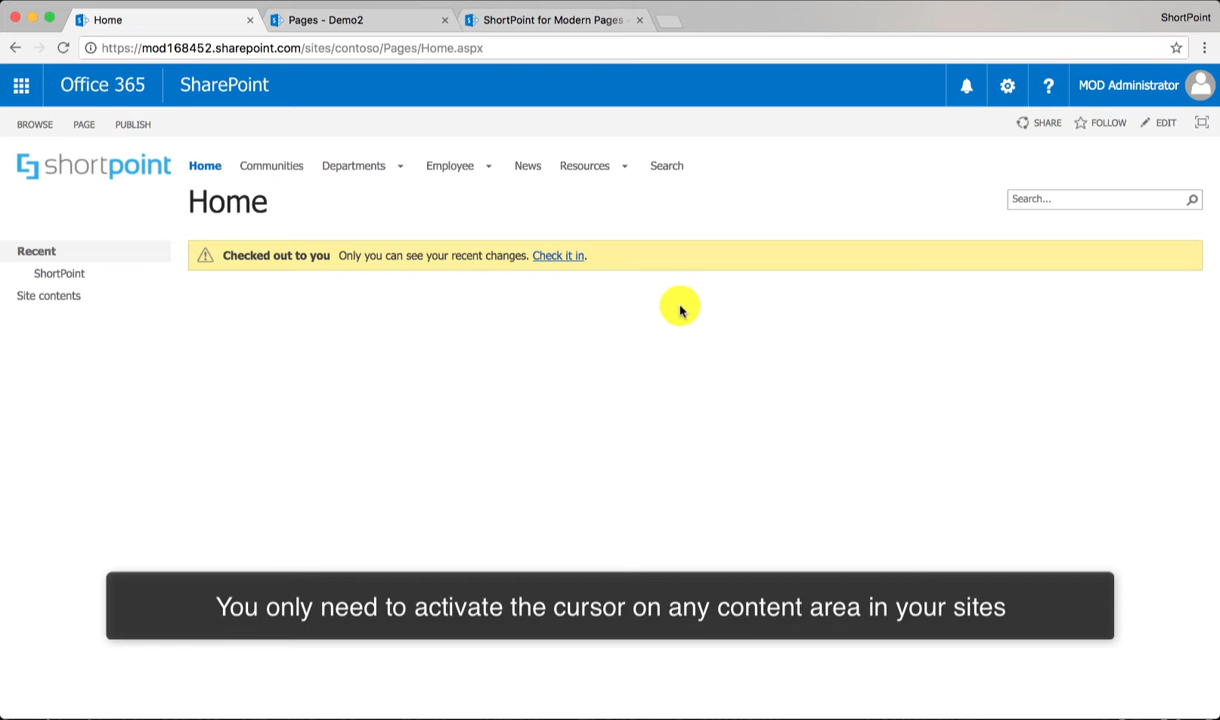 Home
Pages - Demo2
ShortPoint for Modern Pages
ShortPoint
https://mod168452.sharepoint.com/sites/contoso/Pages/Home.aspx
Office 365
SharePoint
?
MOD Administrator
BROWSE
PAGE
PUBLISH
SHARE
FOLLOW
EDIT
shortpoint
Home
Communities
Departments
Employee
News
Resources
Search
Home
Search...
Recent
ShortPoint
Site contents
Checked out to you Only you can see your recent changes. Check it in.
You only need to activate the cursor on any content area in your sites